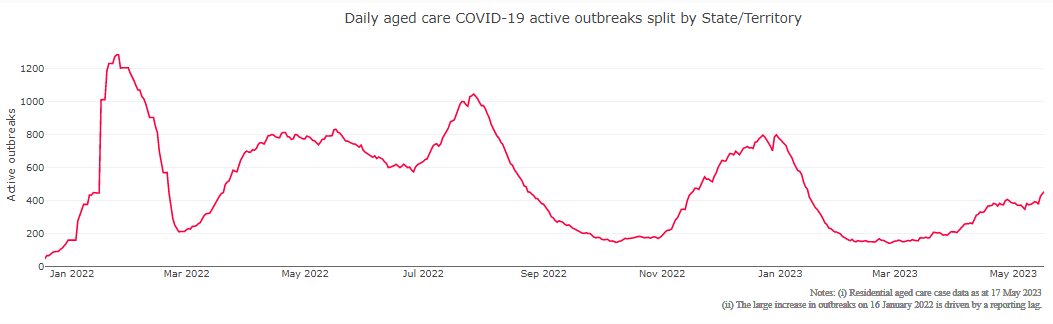 Daily aged care COVID-19 active outbreaks split by State/Territory
Active outbreaks
1200
1000
800
600
400
200
0
Jan 2022 Mar 2022 May 2022 Jul 2022 Sep 2022 Nov 2022 Jan 2023 Mar 2023 May 2023
Notes: (i) Residential aged care case data as at 17 May 2023
(ii) The large increase in outbreaks on 16 January 2022 is driven by a reporting lag.